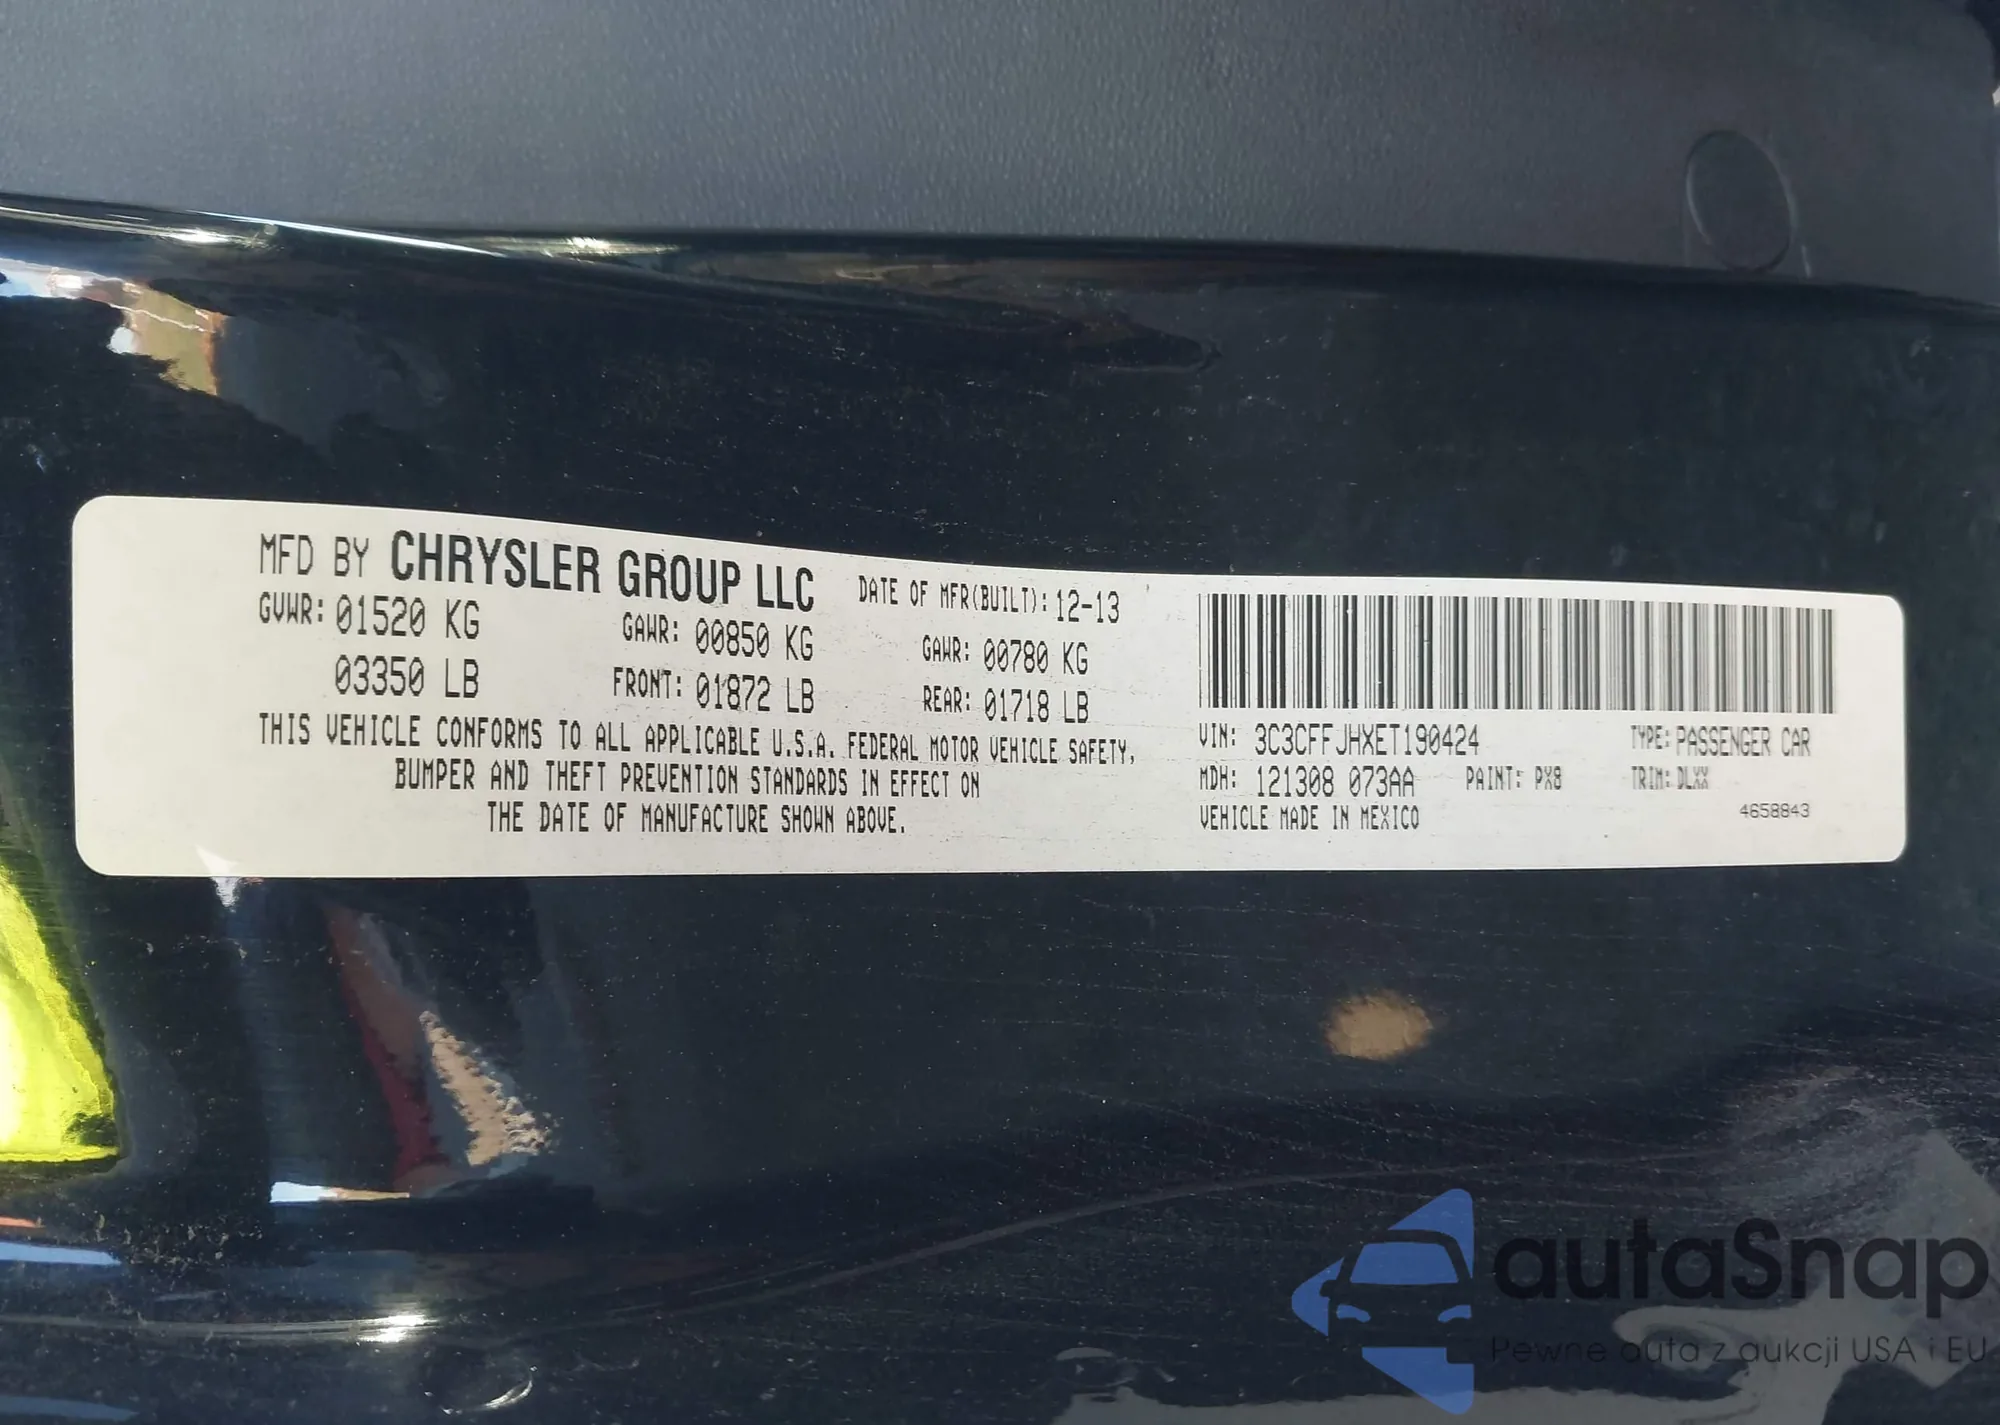 MFD BY CHRYSLER GROUP LLC DATE OF MFR(BUILT): 12-13
GVWR: 01520 KG GAWR: 00850 KG GAWR: 00780 KG
03350 LB FRONT: 01872 LB REAR: 01718 LB
THIS VEHICLE CONFORMS TO ALL APPLICABLE U.S.A. FEDERAL MOTOR VEHICLE SAFETY,
BUMPER AND THEFT PREVENTION STANDARDS IN EFFECT ON
THE DATE OF MANUFACTURE SHOWN ABOVE.
VIN: 3C3CFFJHXET190424 TYPE: PASSENGER CAR
MDH: 121308 073AA PAINT: PX8 TRIM: DLXX
VEHICLE MADE IN MEXICO 4658843
autaSnap
Pewne auta z aukcji USA i EU